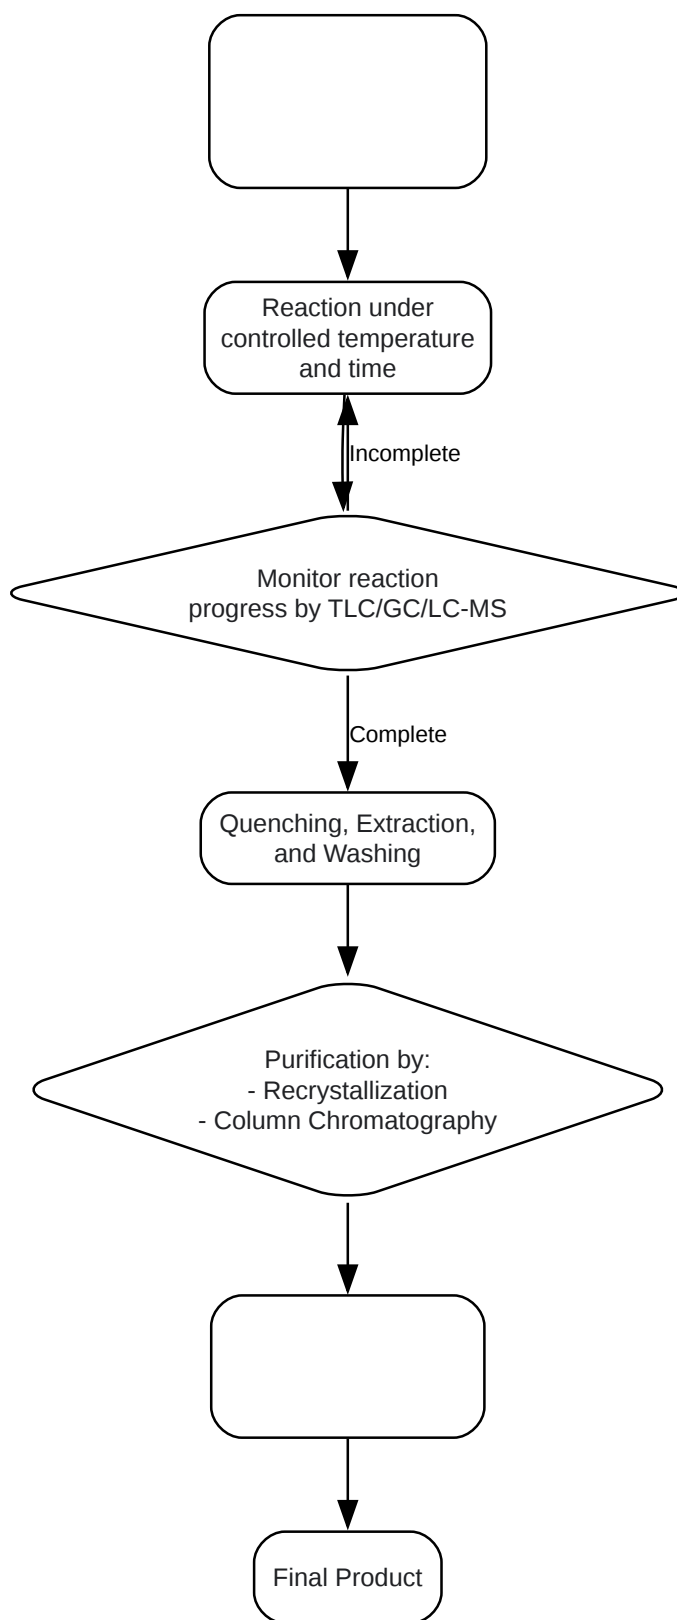 Reaction under
controlled temperature
and time
Incomplete
Monitor reaction
progress by TLC/GC/LC-MS
Complete
Quenching, Extraction,
and Washing
Purification by:
- Recrystallization
- Column Chromatography
Final Product